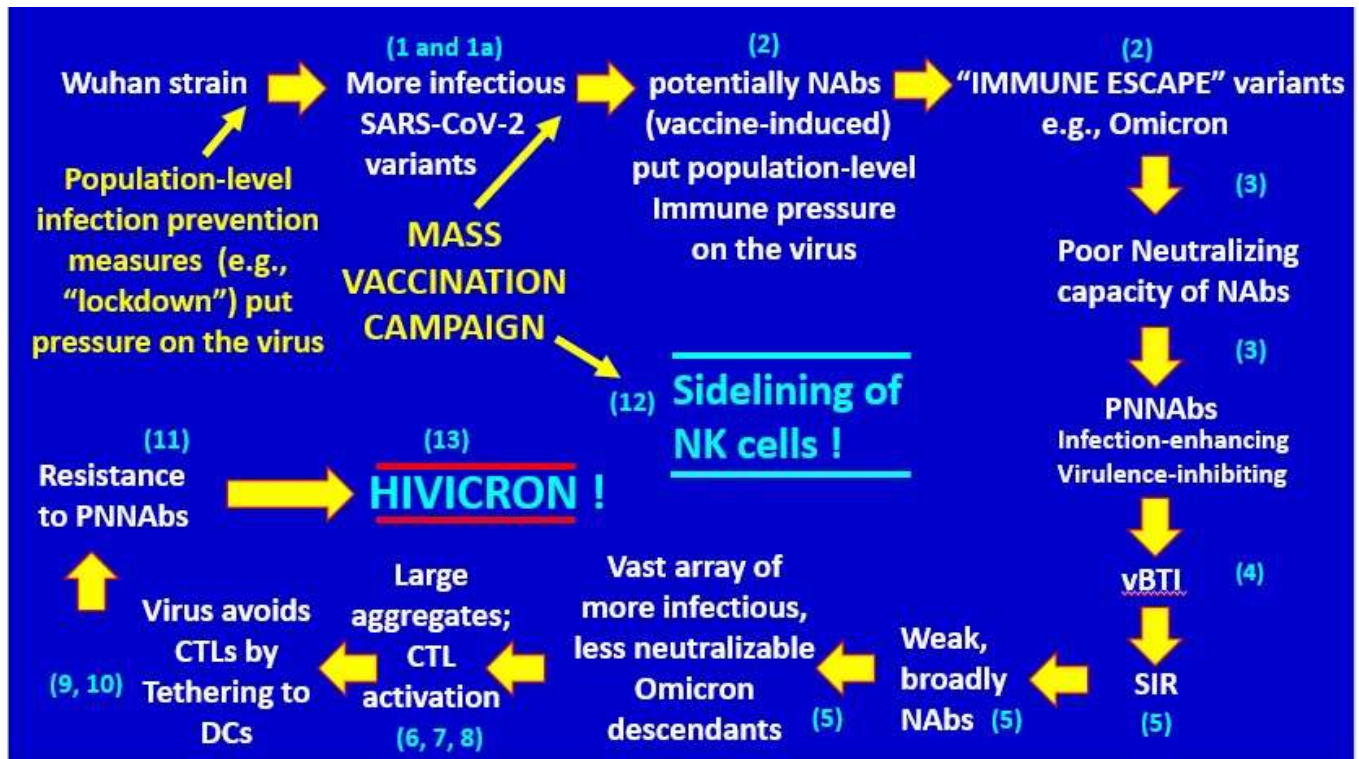 (1 and 1a)
Wuhan strain
More infectious
SARS-CoV-2
variants
(2)
potentially NAbs
(vaccine-induced)
put population-level
Immune pressure
on the virus
(2)
“IMMUNE ESCAPE” variants
e.g., Omicron
Population-level
infection prevention
measures (e.g.,
“lockdown”) put
pressure on the virus
MASS
VACCINATION
CAMPAIGN
(3)
Poor Neutralizing
capacity of NAbs
(3)
(12)
Sidelining of
NK cells !
PNNAbs
Infection-enhancing
Virulence-inhibiting
vBTI
(4)
SIR
(5)
Weak,
broadly
NAbs (5)
Vast array of
more infectious,
less neutralizable
Omicron
descendants
(5)
Large
aggregates;
CTL
activation
(6, 7, 8)
Virus avoids
CTLs by
Tethering to
DCs
(9, 10)
(11)
Resistance
to PNNAbs
(13)
HIVICRON !